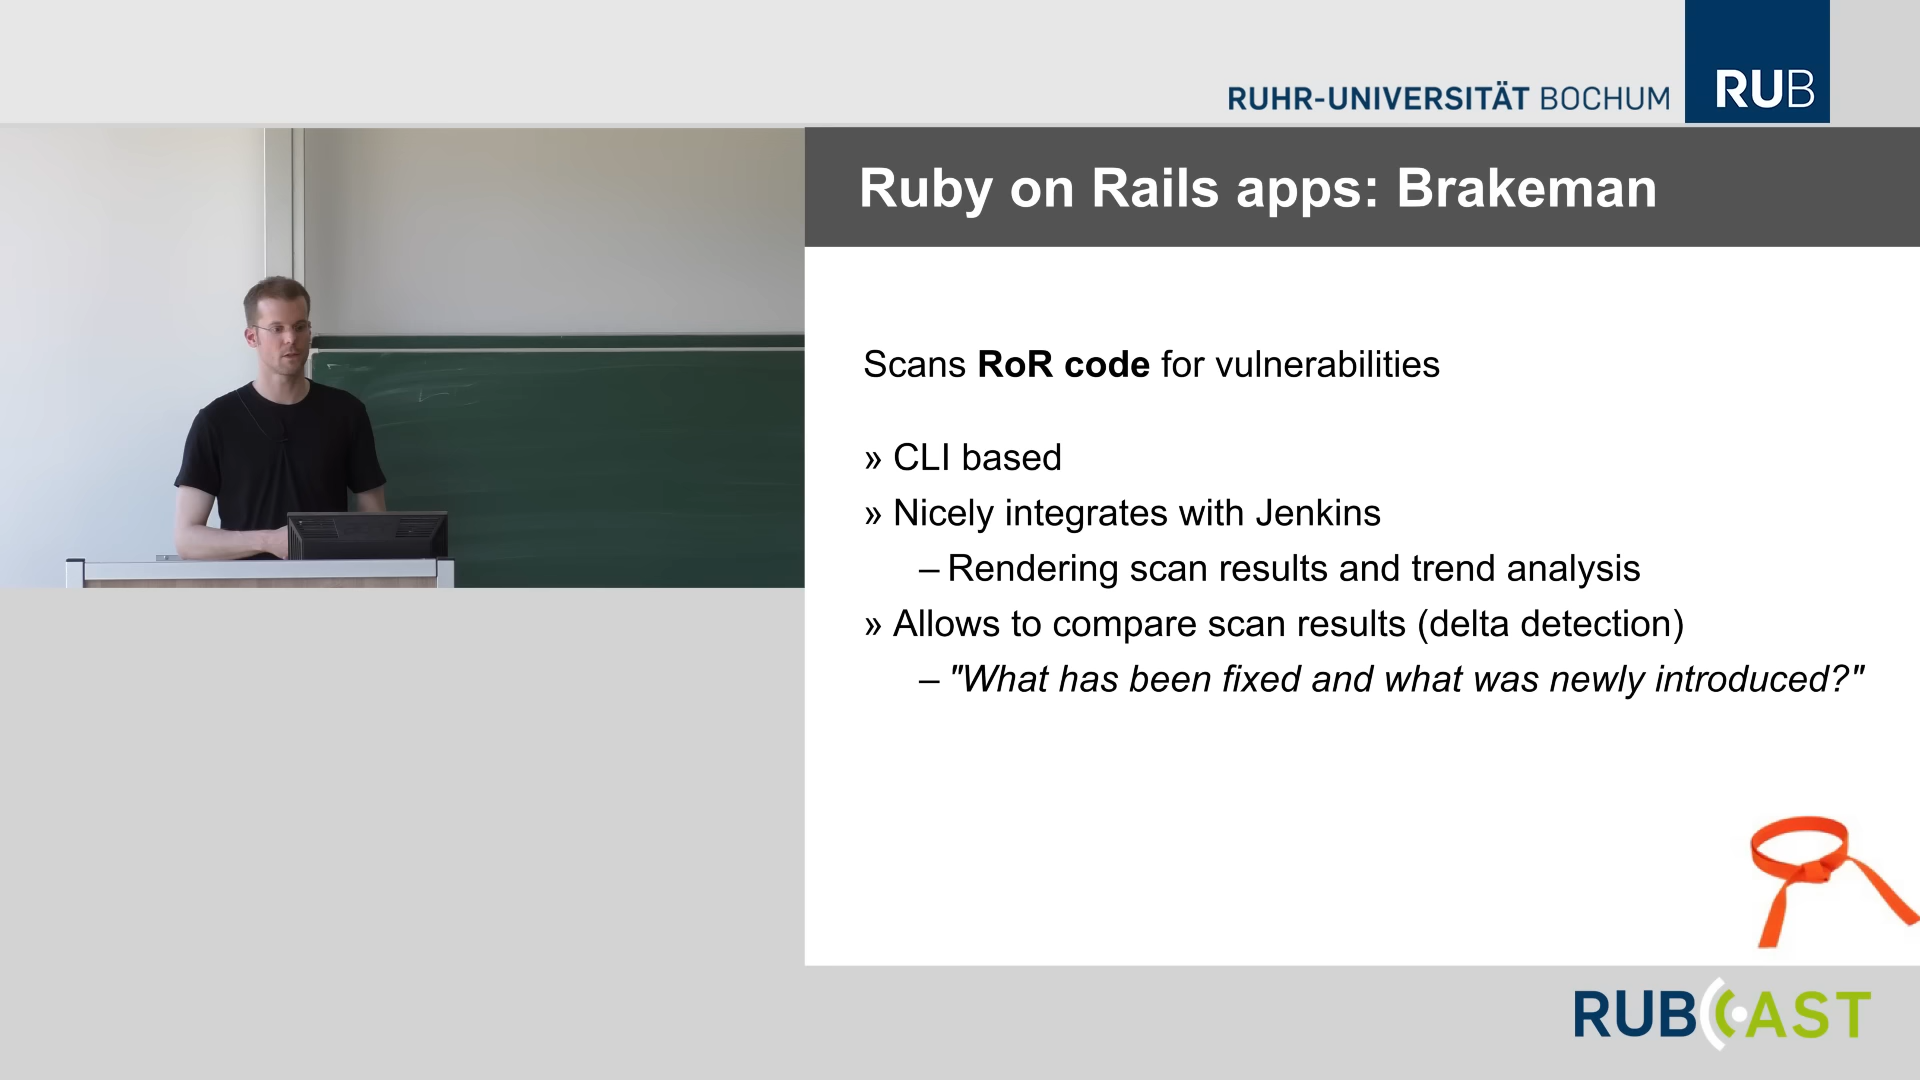 RUHR-UNIVERSITÄT BOCHUM
RUB
Ruby on Rails apps: Brakeman
Scans RoR code for vulnerabilities
» CLI based
» Nicely integrates with Jenkins
– Rendering scan results and trend analysis
» Allows to compare scan results (delta detection)
– "What has been fixed and what was newly introduced?"
RUBCAST